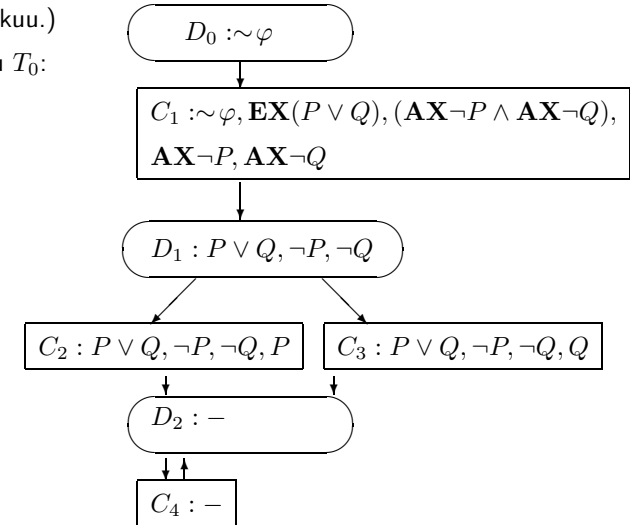 kuu.)
T₀:
D₀ :∼φ
C₁ :∼φ, EX(P ∨ Q), (AX¬P ∧ AX¬Q),
AX¬P, AX¬Q
D₁ : P ∨ Q, ¬P, ¬Q
C₂ : P ∨ Q, ¬P, ¬Q, P
C₃ : P ∨ Q, ¬P, ¬Q, Q
D₂ : −
C₄ : −